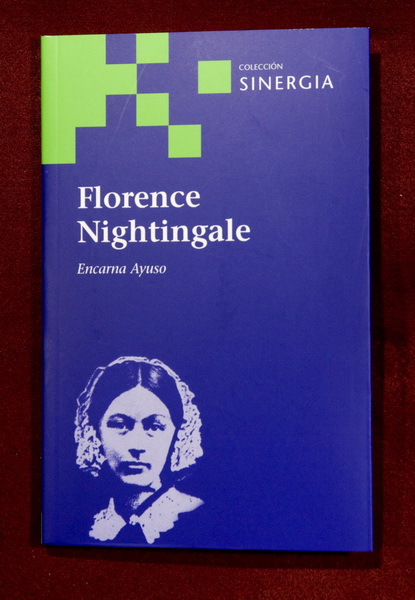 COLECCIÓN
SINERGIA
Florence
Nightingale
Encarna Ayuso